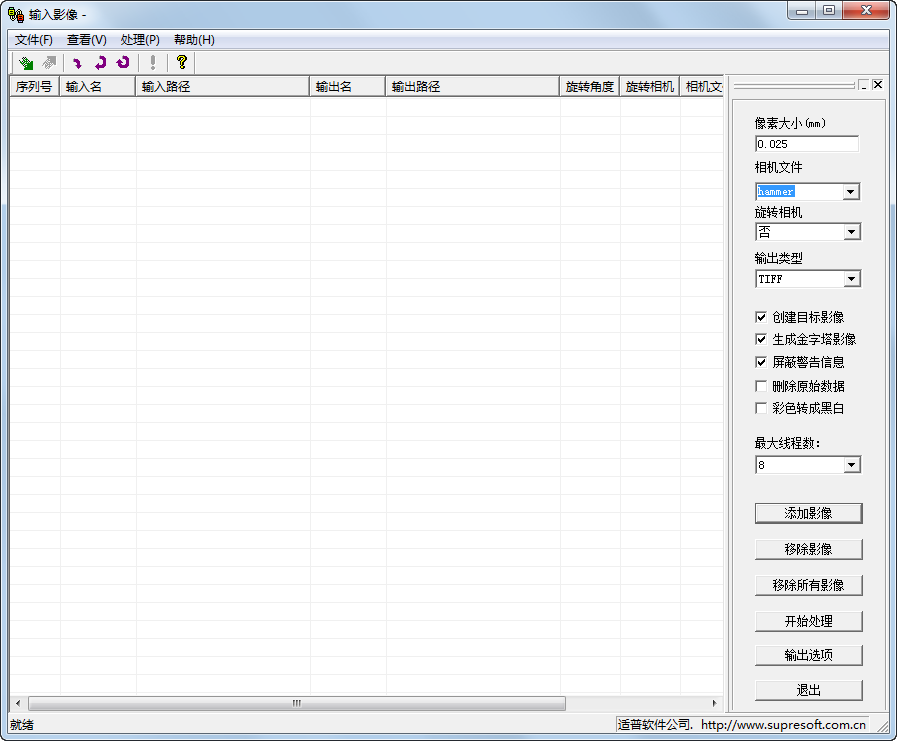 输入影像 -
文件(F) 查看(V) 处理(P) 帮助(H)
序列号 输入名 输入路径 输出名 输出路径 旋转角度 旋转相机 相机文
像素大小(mm)
0.025
相机文件
hammer
旋转相机
否
输出类型
TIFF
创建目标影像
生成金字塔影像
屏蔽警告信息
删除原始数据
彩色转成黑白
最大线程数:
8
添加影像
移除影像
移除所有影像
开始处理
输出选项
退出
就绪 适普软件公司. http://www.supresoft.com.cn